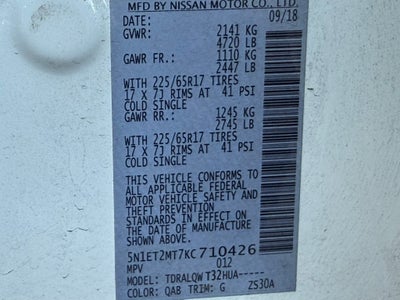 MFD BY NISSAN MOTOR CO., LTD.
DATE: 09/18
GVWR: 2141 KG
4720 LB
GAWR FR: 1110 KG
2447 LB
WITH 225/65R17 TIRES
17 X 7J RIMS AT 41 PSI
COLD SINGLE
GAWR RR: 1245 KG
2745 LB
WITH 225/65R17 TIRES
17 X 7J RIMS AT 41 PSI
COLD SINGLE
THIS VEHICLE CONFORMS TO
ALL APPLICABLE FEDERAL
MOTOR VEHICLE SAFETY AND
THEFT PREVENTION
STANDARDS IN EFFECT ON
THE DATE OF MANUFACTURE
SHOWN ABOVE
5N1ET2MT7KC710426
MPV 012
MODEL: TDRALQWT32HUA-----
COLOR: QAB TRIM: G ZS30A